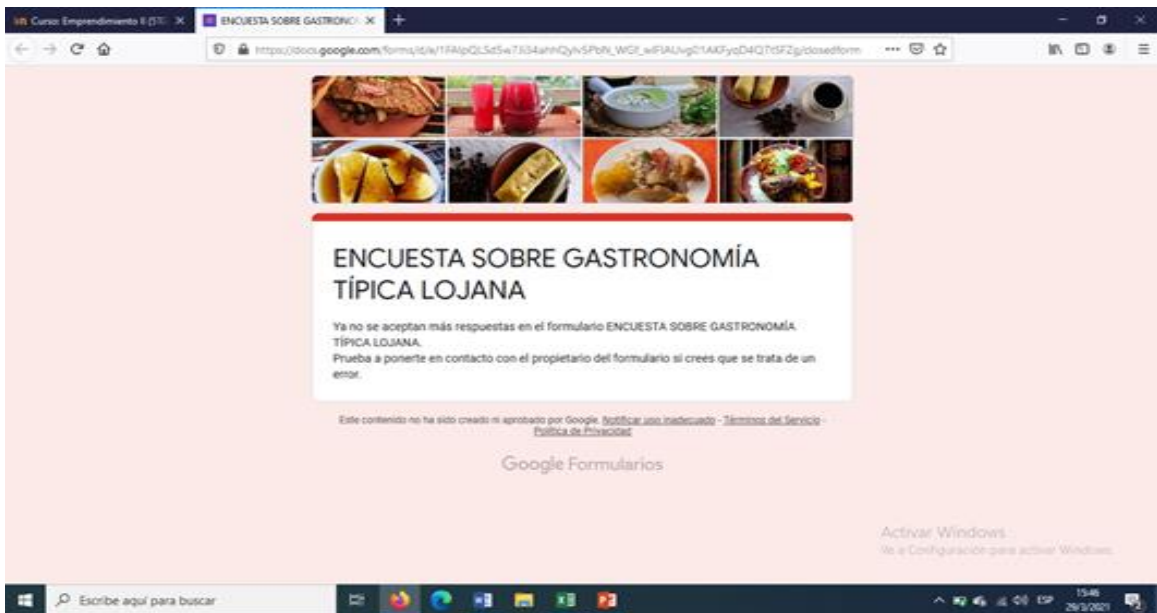 Curso: Emprendimiento II (5TO
ENCUESTA SOBRE GASTRONO
ENCUESTA SOBRE GASTRONOMÍA
TÍPICA LOJANA
Ya no se aceptan más respuestas en el formulario ENCUESTA SOBRE GASTRONOMÍA
TÍPICA LOJANA.
Prueba a ponerte en contacto con el propietario del formulario si crees que se trata de un
error.
Este contenido no ha sido creado ni aprobado por Google. Notificar uso inadecuado - Términos del Servicio -
Política de Privacidad
Google Formularios
Activar Windows
Ve a Configuración para activar Windows.
Escribe aquí para buscar
ESP
15:46